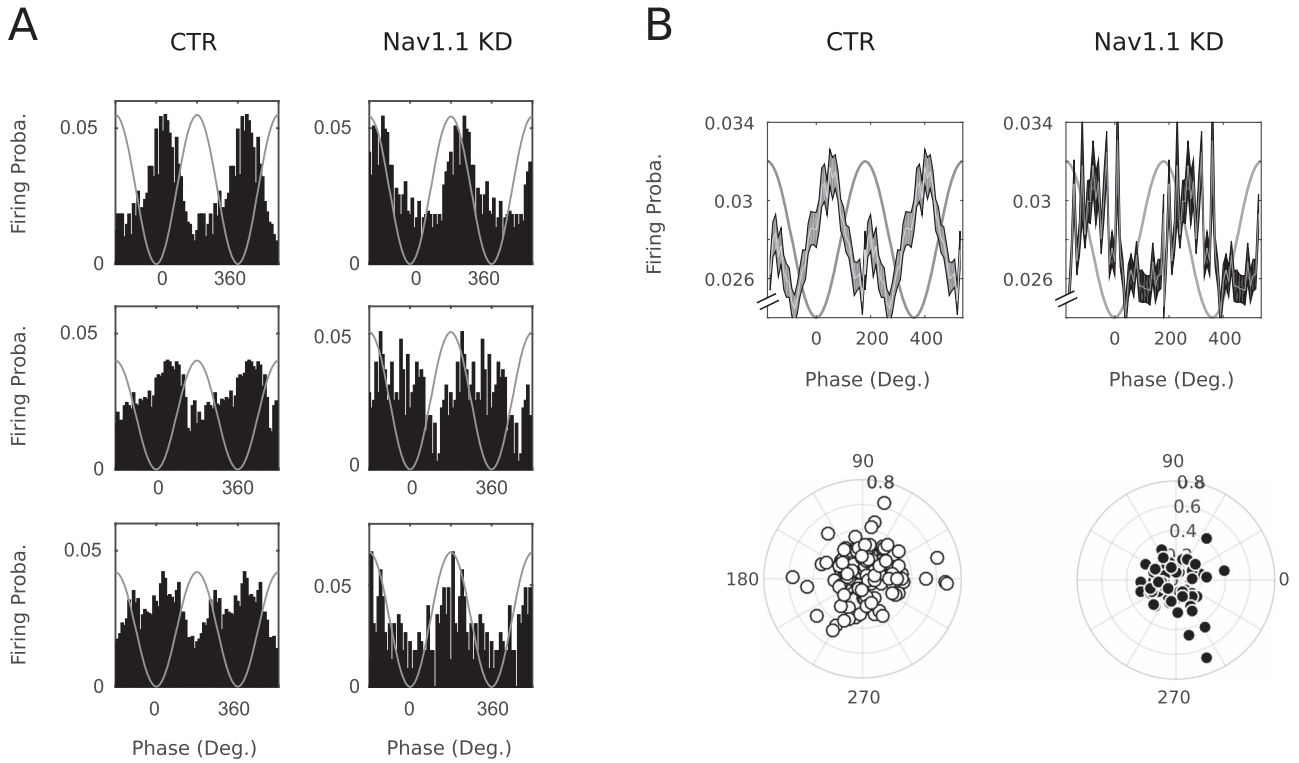 A
CTR
Nav1.1 KD
Firing Proba.
0.05
0
0 360
0.05
0
0 360
Firing Proba.
0.05
0
0 360
0.05
0
0 360
Firing Proba.
0.05
0
0 360
0.05
0
0 360
Phase (Deg.)
Phase (Deg.)
B
CTR
Nav1.1 KD
Firing Proba.
0.034
0.03
0.026
0 200 400
Phase (Deg.)
0.034
0.03
0.026
0 200 400
Phase (Deg.)
90
0.8
180
270
90
0.8
0.6
0.4
0
270